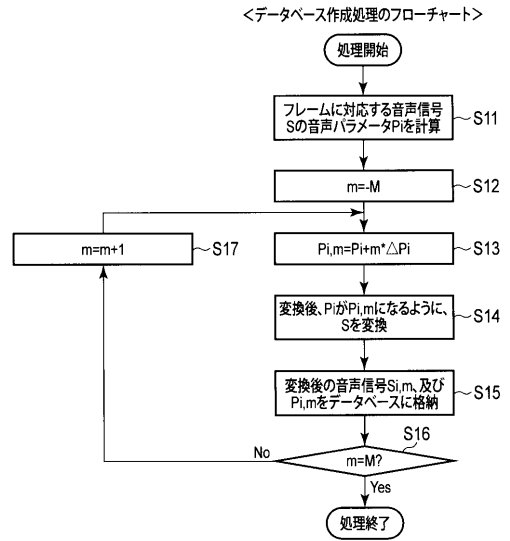 <データベース作成処理のフローチャート>
処理開始
フレームに対応する音声信号
Sの音声パラメータPiを計算
S11
m=-M
S12
m=m+1
S17
Pi,m=Pi+m*△Pi
S13
変換後、PiがPi,mになるように、
Sを変換
S14
変換後の音声信号Si,m、及び
Pi,mをデータベースに格納
S15
S16
m=M?
No
Yes
処理終了